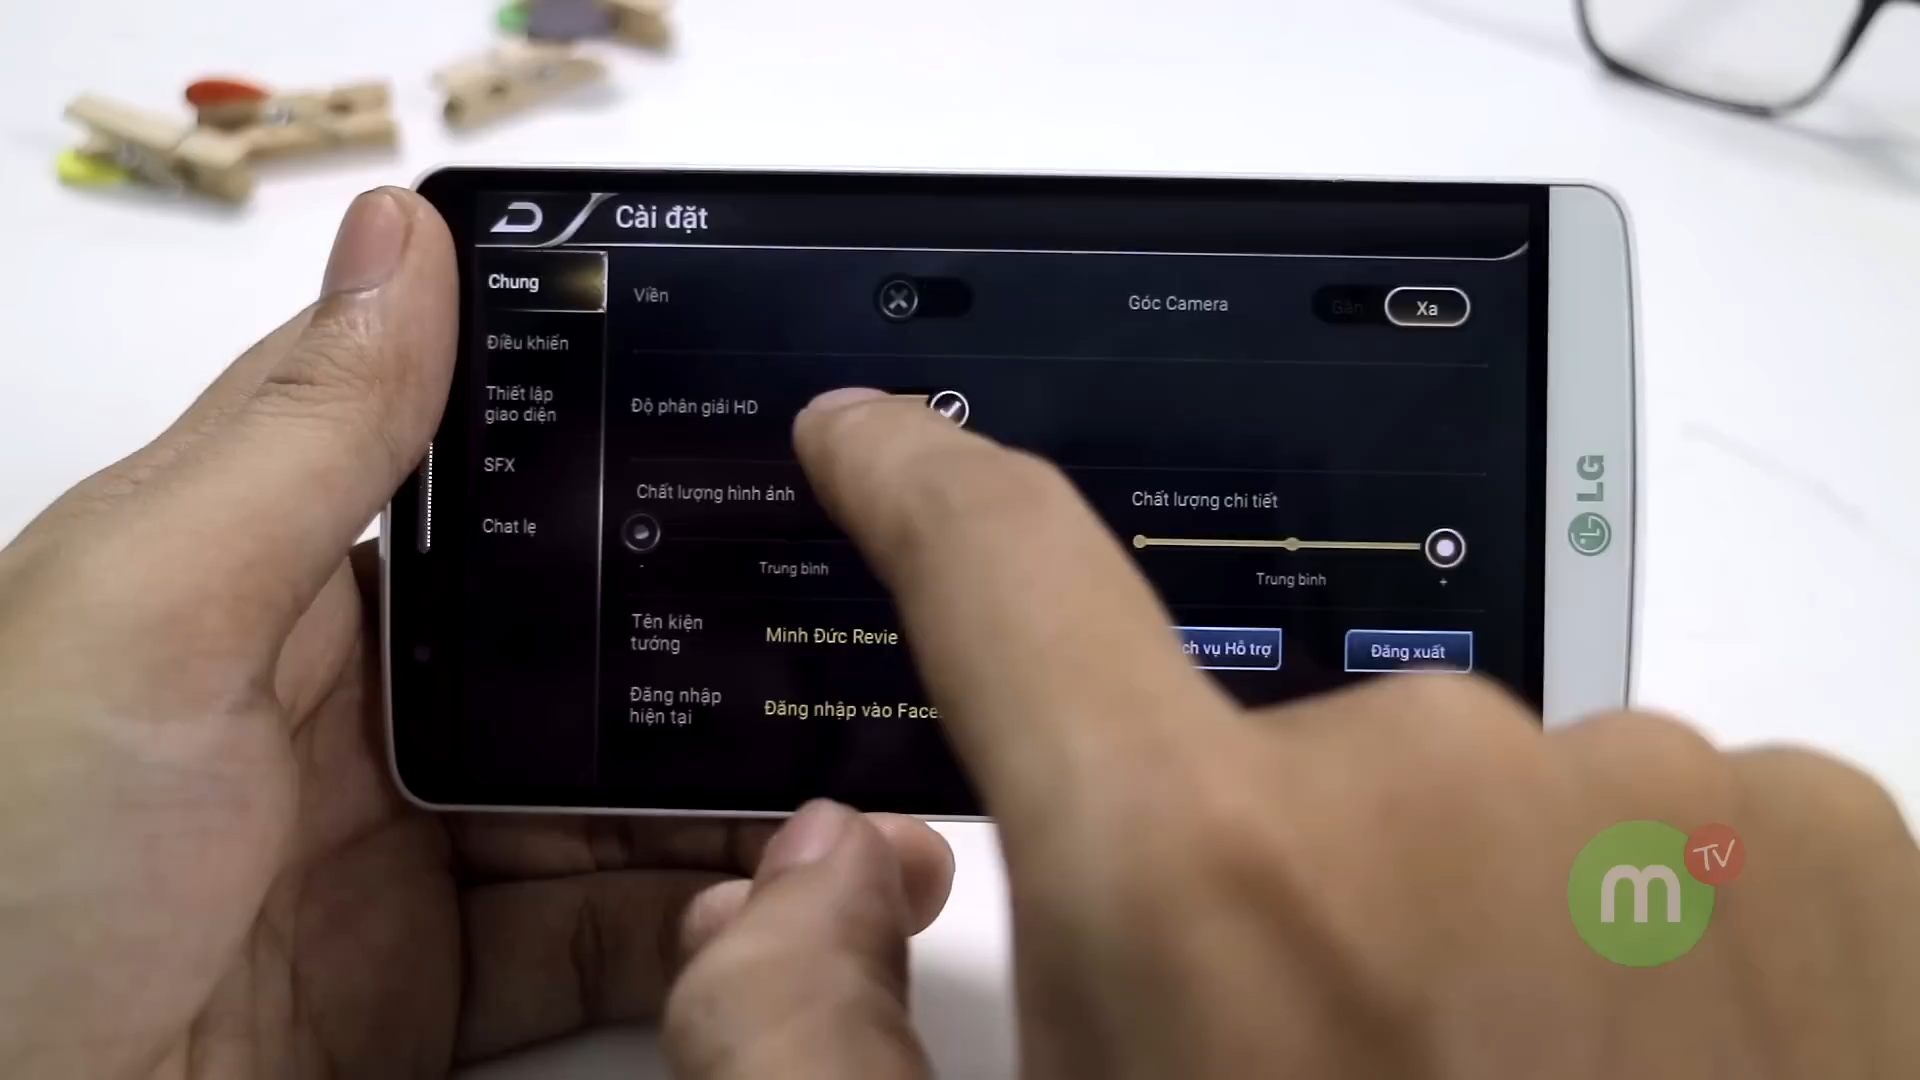 Cài đặt
Chung
Điều khiển
Thiết lập
giao diện
SFX
Chat lẹ
Viền
Góc Camera
Gần
Xa
Độ phân giải HD
Chất lượng hình ảnh
Chất lượng chi tiết
-
Trung bình
Trung bình
+
Tên kiện
tướng
Minh Đức Revie
ch vụ Hỗ trợ
Đăng xuất
Đăng nhập
hiện tại
Đăng nhập vào Face
LG
m TV